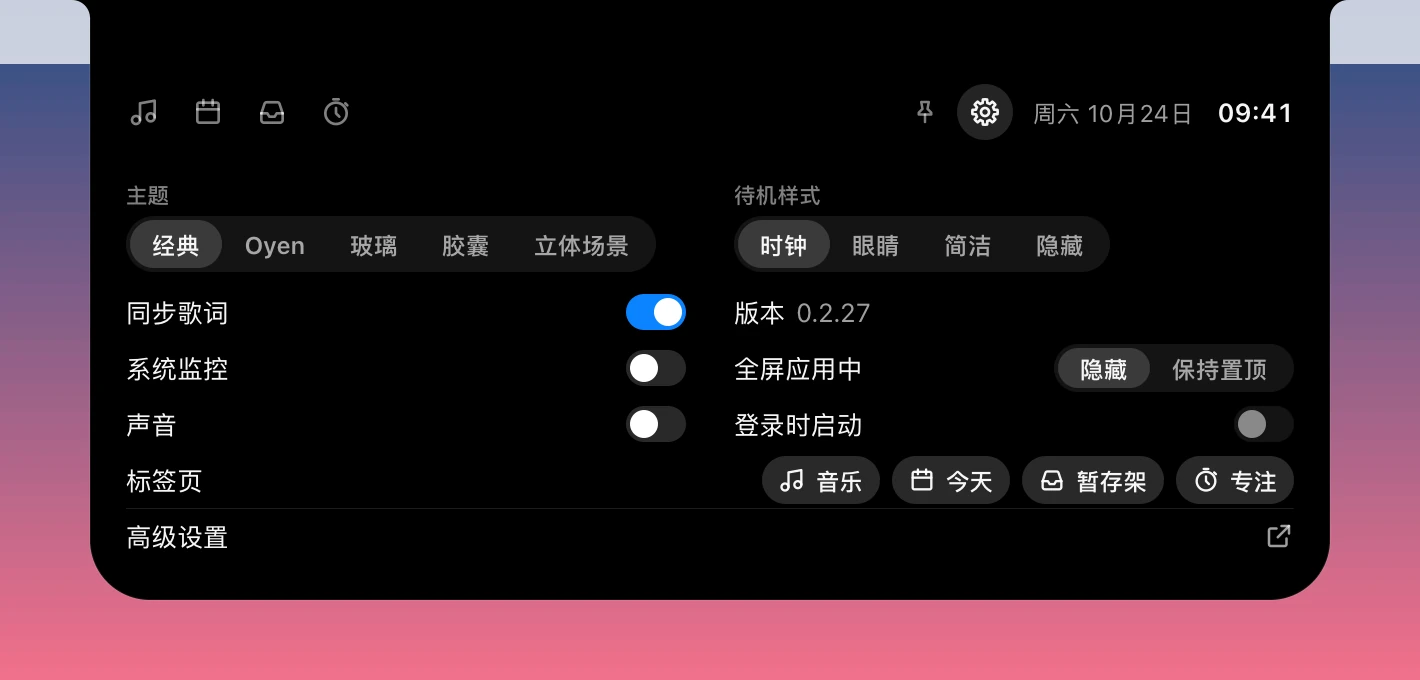 周六 10月24日 09:41
主题
经典 Oyen 玻璃 胶囊 立体场景
待机样式
时钟 眼睛 简洁 隐藏
同步歌词
版本 0.2.27
系统监控
全屏应用中 隐藏 保持置顶
声音
登录时启动
标签页 音乐 今天 暂存架 专注
高级设置